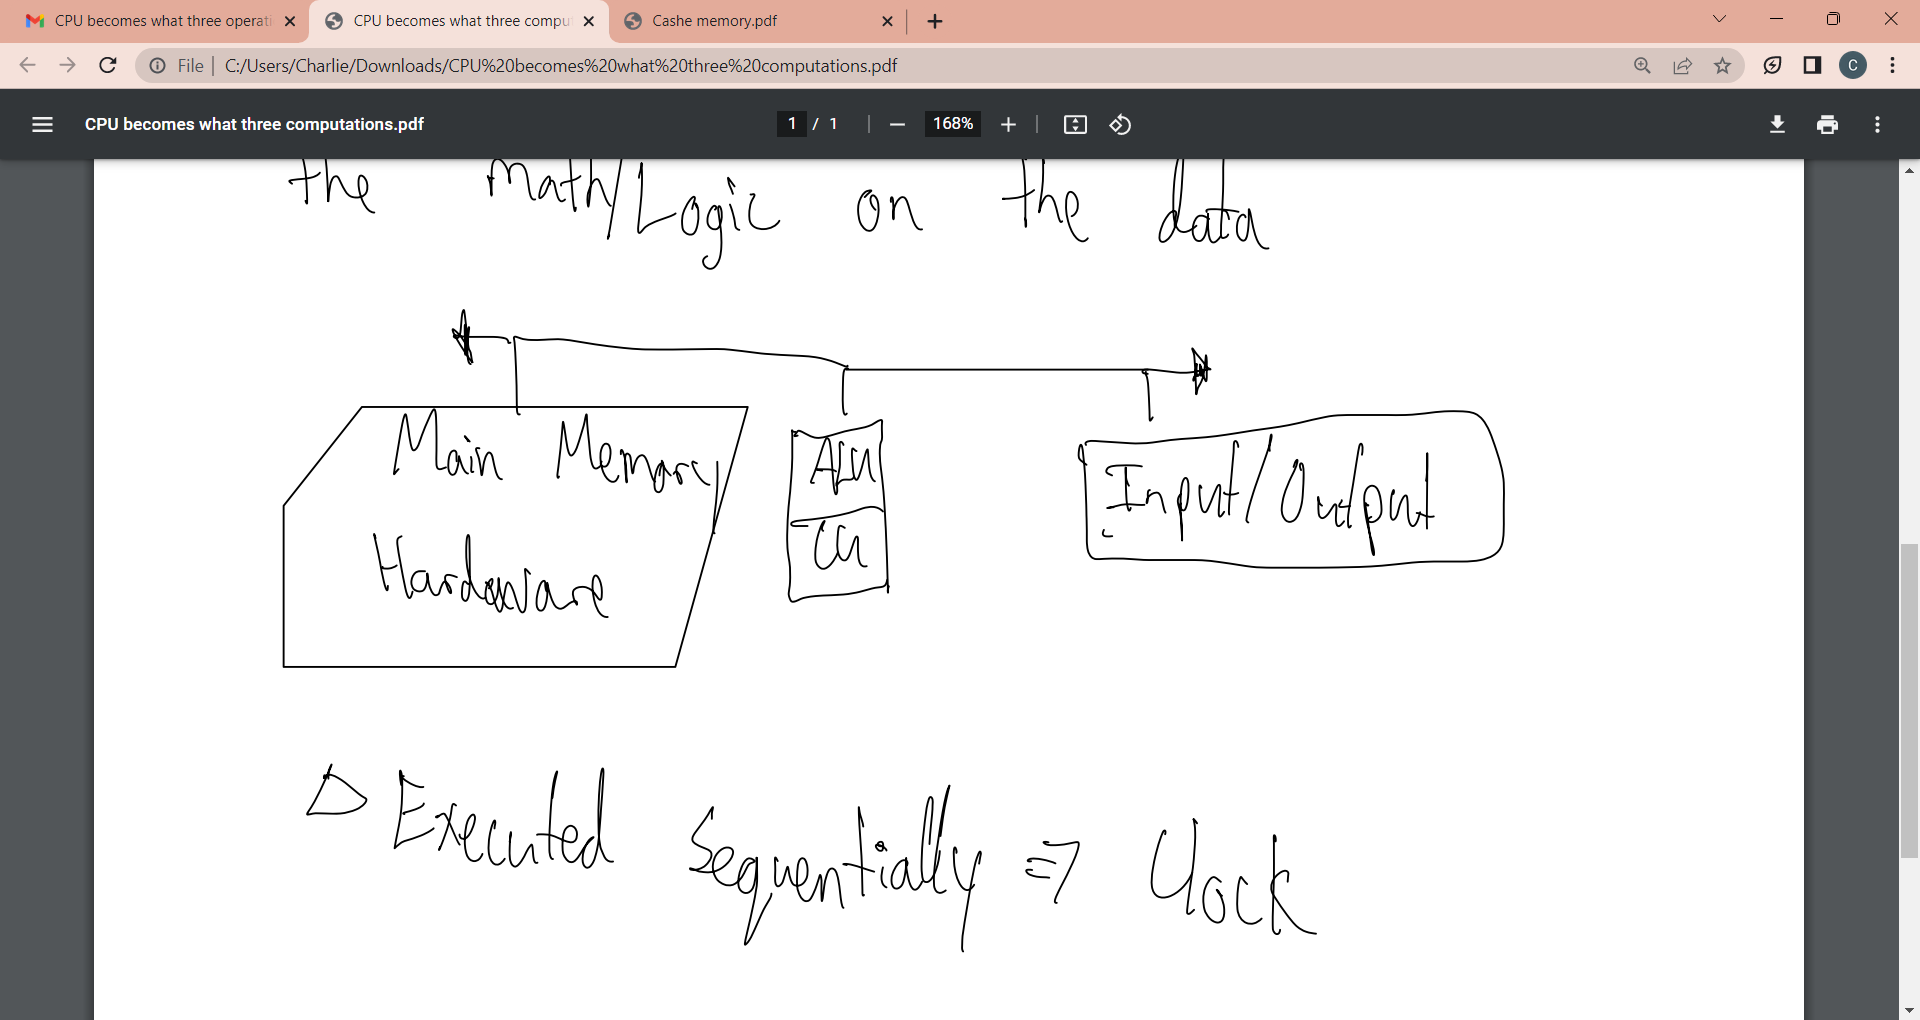 CPU becomes what three operati
CPU becomes what three compu
Cashe memory.pdf
File
C:/Users/Charlie/Downloads/CPU%20becomes%20what%20three%20computations.pdf
C
CPU becomes what three computations.pdf
1 / 1
168%
the Math/Logic on the data
Main Memory
Hardware
ALU
CU
Input/Output
Executed Sequentially => Clock